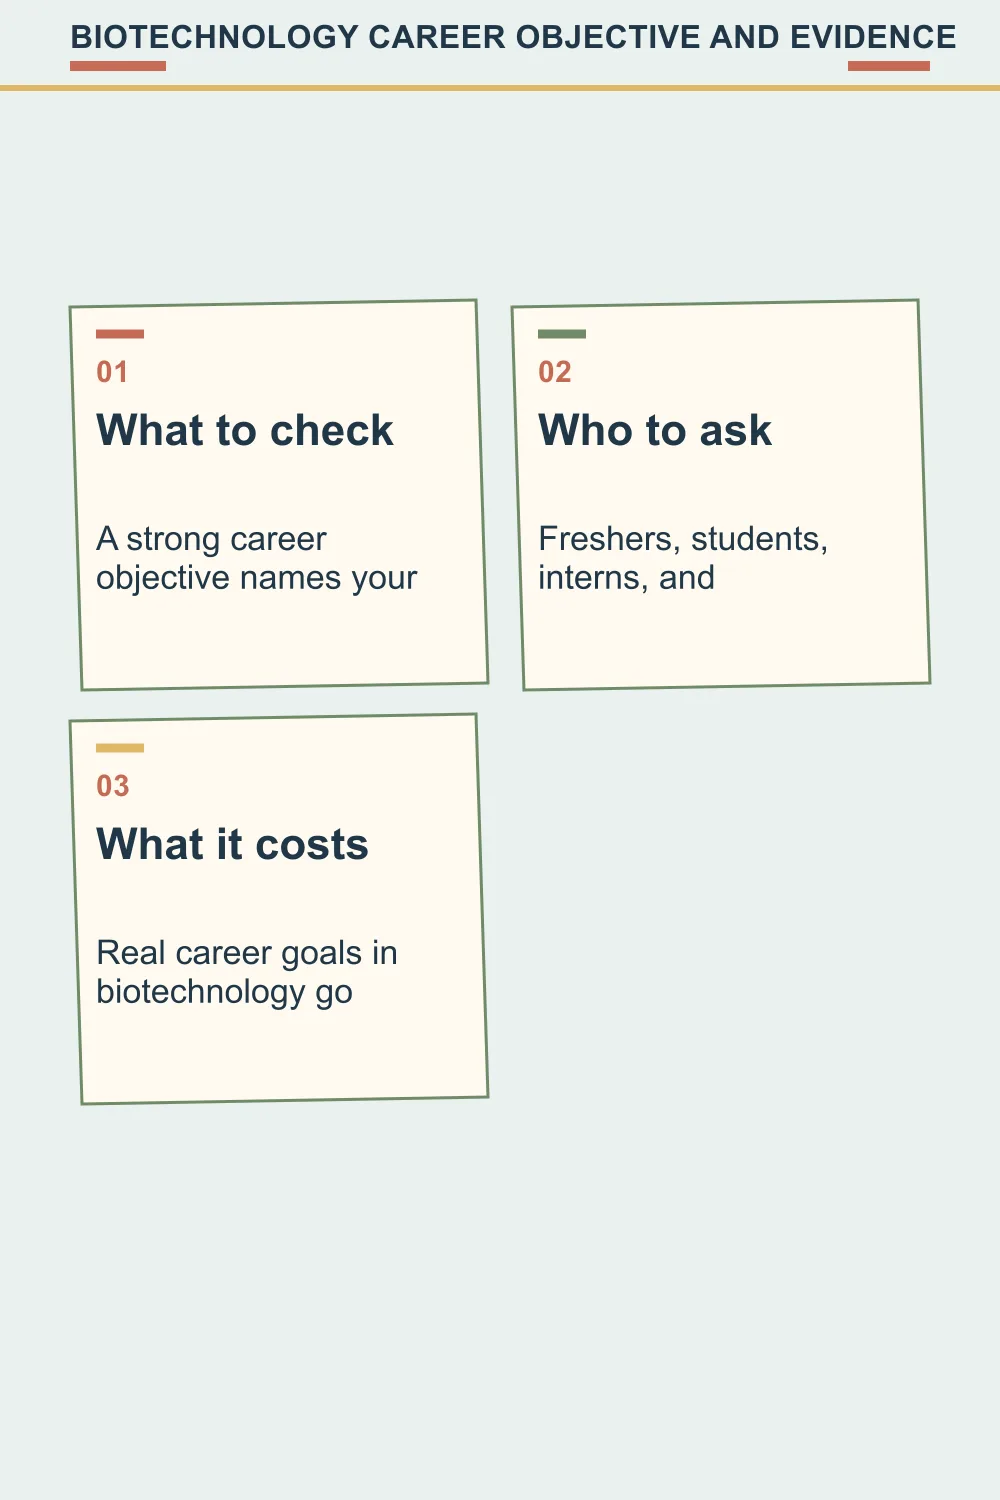 BIOTECHNOLOGY CAREER OBJECTIVE AND EVIDENCE
01
What to check
A strong career
objective names your
02
Who to ask
Freshers, students,
interns, and
03
What it costs
Real career goals in
biotechnology go